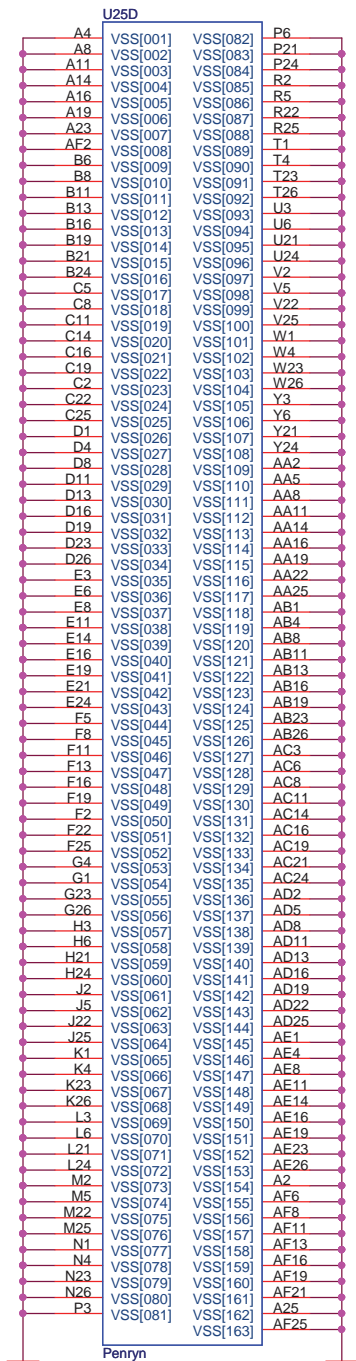 U25D
A4 VSS[001] VSS[082] P6
A8 VSS[002] VSS[083] P21
A11 VSS[003] VSS[084] P24
A14 VSS[004] VSS[085] R2
A16 VSS[005] VSS[086] R5
A19 VSS[006] VSS[087] R22
A23 VSS[007] VSS[088] R25
AF2 VSS[008] VSS[089] T1
B6 VSS[009] VSS[090] T4
B8 VSS[010] VSS[091] T23
B11 VSS[011] VSS[092] T26
B13 VSS[012] VSS[093] U3
B16 VSS[013] VSS[094] U6
B19 VSS[014] VSS[095] U21
B21 VSS[015] VSS[096] U24
B24 VSS[016] VSS[097] V2
C5 VSS[017] VSS[098] V5
C8 VSS[018] VSS[099] V22
C11 VSS[019] VSS[100] V25
C14 VSS[020] VSS[101] W1
C16 VSS[021] VSS[102] W4
C19 VSS[022] VSS[103] W23
C2 VSS[023] VSS[104] W26
C22 VSS[024] VSS[105] Y3
C25 VSS[025] VSS[106] Y6
D1 VSS[026] VSS[107] Y21
D4 VSS[027] VSS[108] Y24
D8 VSS[028] VSS[109] AA2
D11 VSS[029] VSS[110] AA5
D13 VSS[030] VSS[111] AA8
D16 VSS[031] VSS[112] AA11
D19 VSS[032] VSS[113] AA14
D23 VSS[033] VSS[114] AA16
D26 VSS[034] VSS[115] AA19
E3 VSS[035] VSS[116] AA22
E6 VSS[036] VSS[117] AA25
E8 VSS[037] VSS[118] AB1
E11 VSS[038] VSS[119] AB4
E14 VSS[039] VSS[120] AB8
E16 VSS[040] VSS[121] AB11
E19 VSS[041] VSS[122] AB13
E21 VSS[042] VSS[123] AB16
E24 VSS[043] VSS[124] AB19
F5 VSS[044] VSS[125] AB23
F8 VSS[045] VSS[126] AB26
F11 VSS[046] VSS[127] AC3
F13 VSS[047] VSS[128] AC6
F16 VSS[048] VSS[129] AC8
F19 VSS[049] VSS[130] AC11
F2 VSS[050] VSS[131] AC14
F22 VSS[051] VSS[132] AC16
F25 VSS[052] VSS[133] AC19
G4 VSS[053] VSS[134] AC21
G1 VSS[054] VSS[135] AC24
G23 VSS[055] VSS[136] AD2
G26 VSS[056] VSS[137] AD5
H3 VSS[057] VSS[138] AD8
H6 VSS[058] VSS[139] AD11
H21 VSS[059] VSS[140] AD13
H24 VSS[060] VSS[141] AD16
J2 VSS[061] VSS[142] AD19
J5 VSS[062] VSS[143] AD22
J22 VSS[063] VSS[144] AD25
J25 VSS[064] VSS[145] AE1
K1 VSS[065] VSS[146] AE4
K4 VSS[066] VSS[147] AE8
K23 VSS[067] VSS[148] AE11
K26 VSS[068] VSS[149] AE14
L3 VSS[069] VSS[150] AE16
L6 VSS[070] VSS[151] AE19
L21 VSS[071] VSS[152] AE23
L24 VSS[072] VSS[153] AE26
M2 VSS[073] VSS[154] A2
M5 VSS[074] VSS[155] AF6
M22 VSS[075] VSS[156] AF8
M25 VSS[076] VSS[157] AF11
N1 VSS[077] VSS[158] AF13
N4 VSS[078] VSS[159] AF16
N23 VSS[079] VSS[160] AF19
N26 VSS[080] VSS[161] AF21
P3 VSS[081] VSS[162] A25
VSS[163] AF25
Penryn